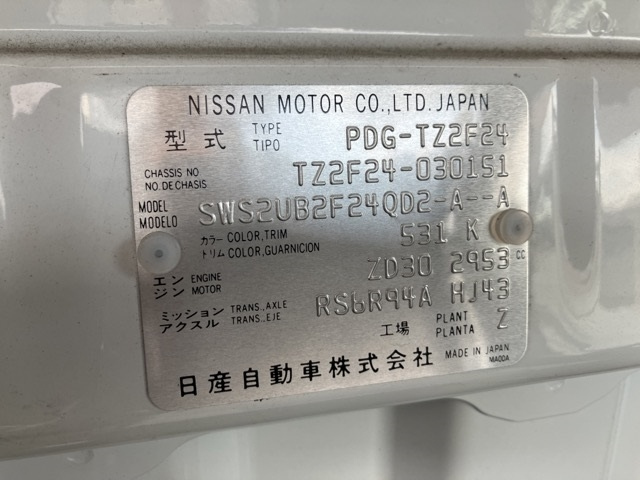 NISSAN MOTOR CO., LTD. JAPAN
型式 TYPE TIPO PDG-TZ2F24
CHASSIS NO NO. DE CHASIS TZ2F24-030151
MODEL MODELO SWS2UB2F24QD2-A--A
カラー COLOR, TRIM トリム COLOR, GUARNICION 531 K
エンジン ENGINE MOTOR ZD30 2953 cc
ミッション アクスル TRANS., AXLE TRANS., EJE RS6R94A HJ43
工場 PLANT PLANTA Z
日産自動車株式会社 MADE IN JAPAN